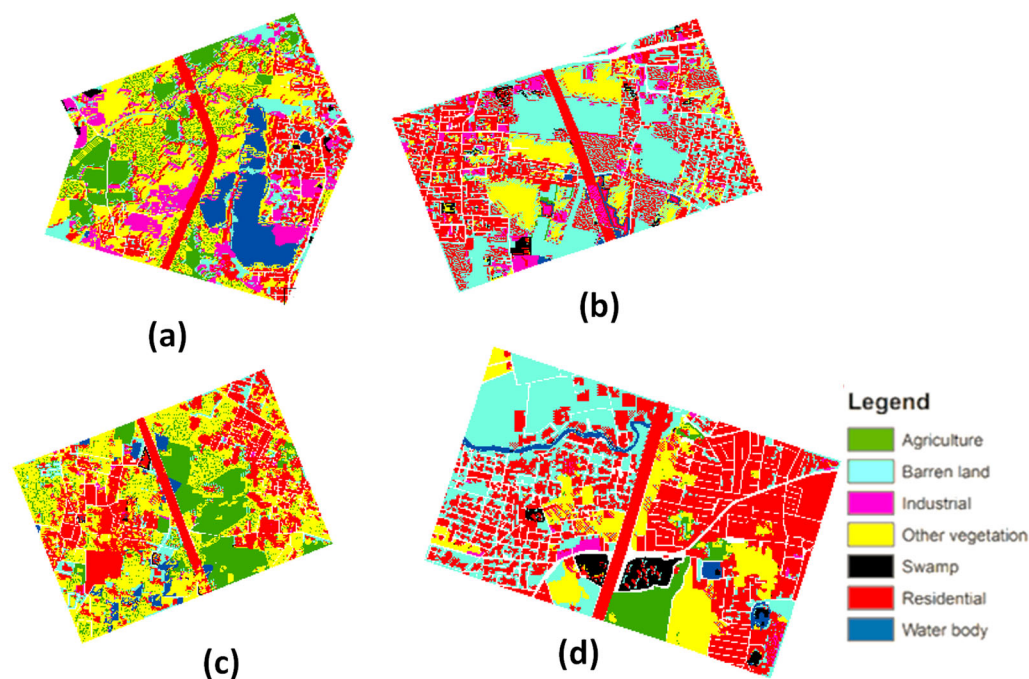 (a)
(b)
(c)
(d)
Legend
Agriculture
Barren land
Industrial
Other vegetation
Swamp
Residential
Water body